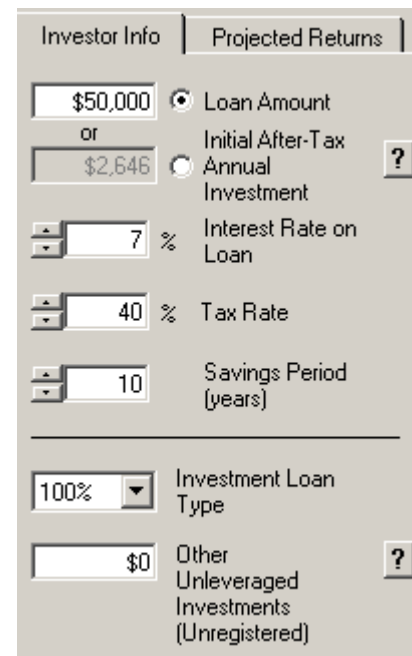 Investor Info Projected Returns
$50,000 Loan Amount
or
$2,646 Initial After-Tax
Annual
Investment
?
7 % Interest Rate on
Loan
40 % Tax Rate
10 Savings Period
(years)
100% Investment Loan
Type
$0 Other
Unleveraged
Investments
(Unregistered)
?